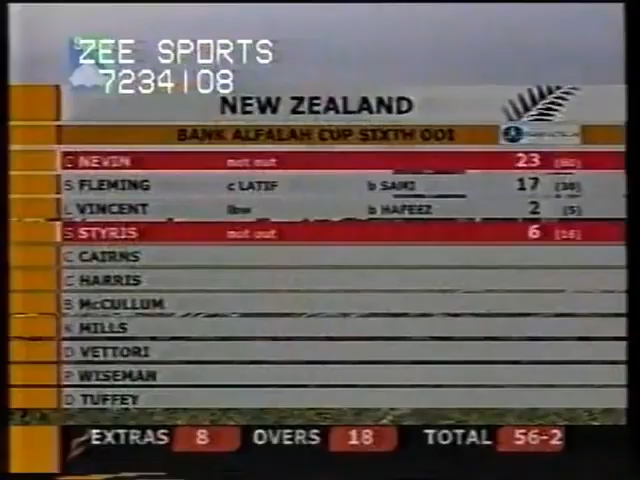 ZEE SPORTS
7234108
NEW ZEALAND
BANK ALFALAH CUP SIXTH ODI
C NEVIN not out 23 (60)
S FLEMING c LATIF b SAMI 17 (30)
L VINCENT lbw b HAFEEZ 2 (5)
S STYRIS not out 6 (16)
C CAIRNS
C HARRIS
B McCULLUM
K MILLS
D VETTORI
P WISEMAN
D TUFFEY
EXTRAS 8 OVERS 18 TOTAL 56-2